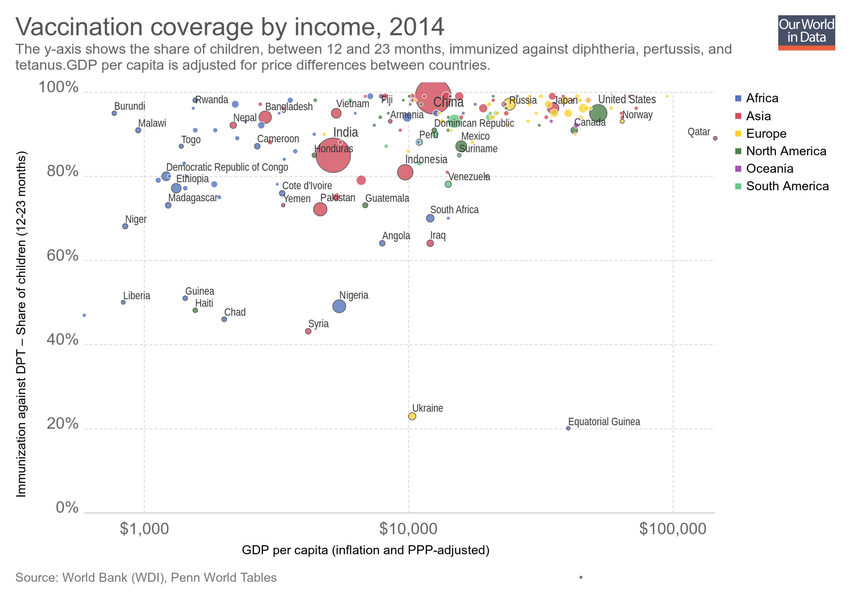 Vaccination coverage by income, 2014
Our World
in Data
The y-axis shows the share of children, between 12 and 23 months, immunized against diphtheria, pertussis, and
tetanus.GDP per capita is adjusted for price differences between countries.
100%
80%
60%
40%
20%
0%
Immunization against DPT – Share of children (12-23 months)
Burundi
Rwanda
Bangladesh
Vietnam
Fiji
China
Russia
Japan
United States
Malawi
Nepal
Armenia
Dominican Republic
Canada
Norway
Togo
Cameroon
India
Peru
Mexico
Qatar
Honduras
Suriname
Democratic Republic of Congo
Indonesia
Ethiopia
Venezuela
Madagascar
Cote d'Ivoire
Yemen
Pakistan
Guatemala
Niger
South Africa
Angola
Iraq
Liberia
Guinea
Haiti
Chad
Nigeria
Syria
Ukraine
Equatorial Guinea
$1,000
$10,000
$100,000
GDP per capita (inflation and PPP-adjusted)
Africa
Asia
Europe
North America
Oceania
South America
Source: World Bank (WDI), Penn World Tables